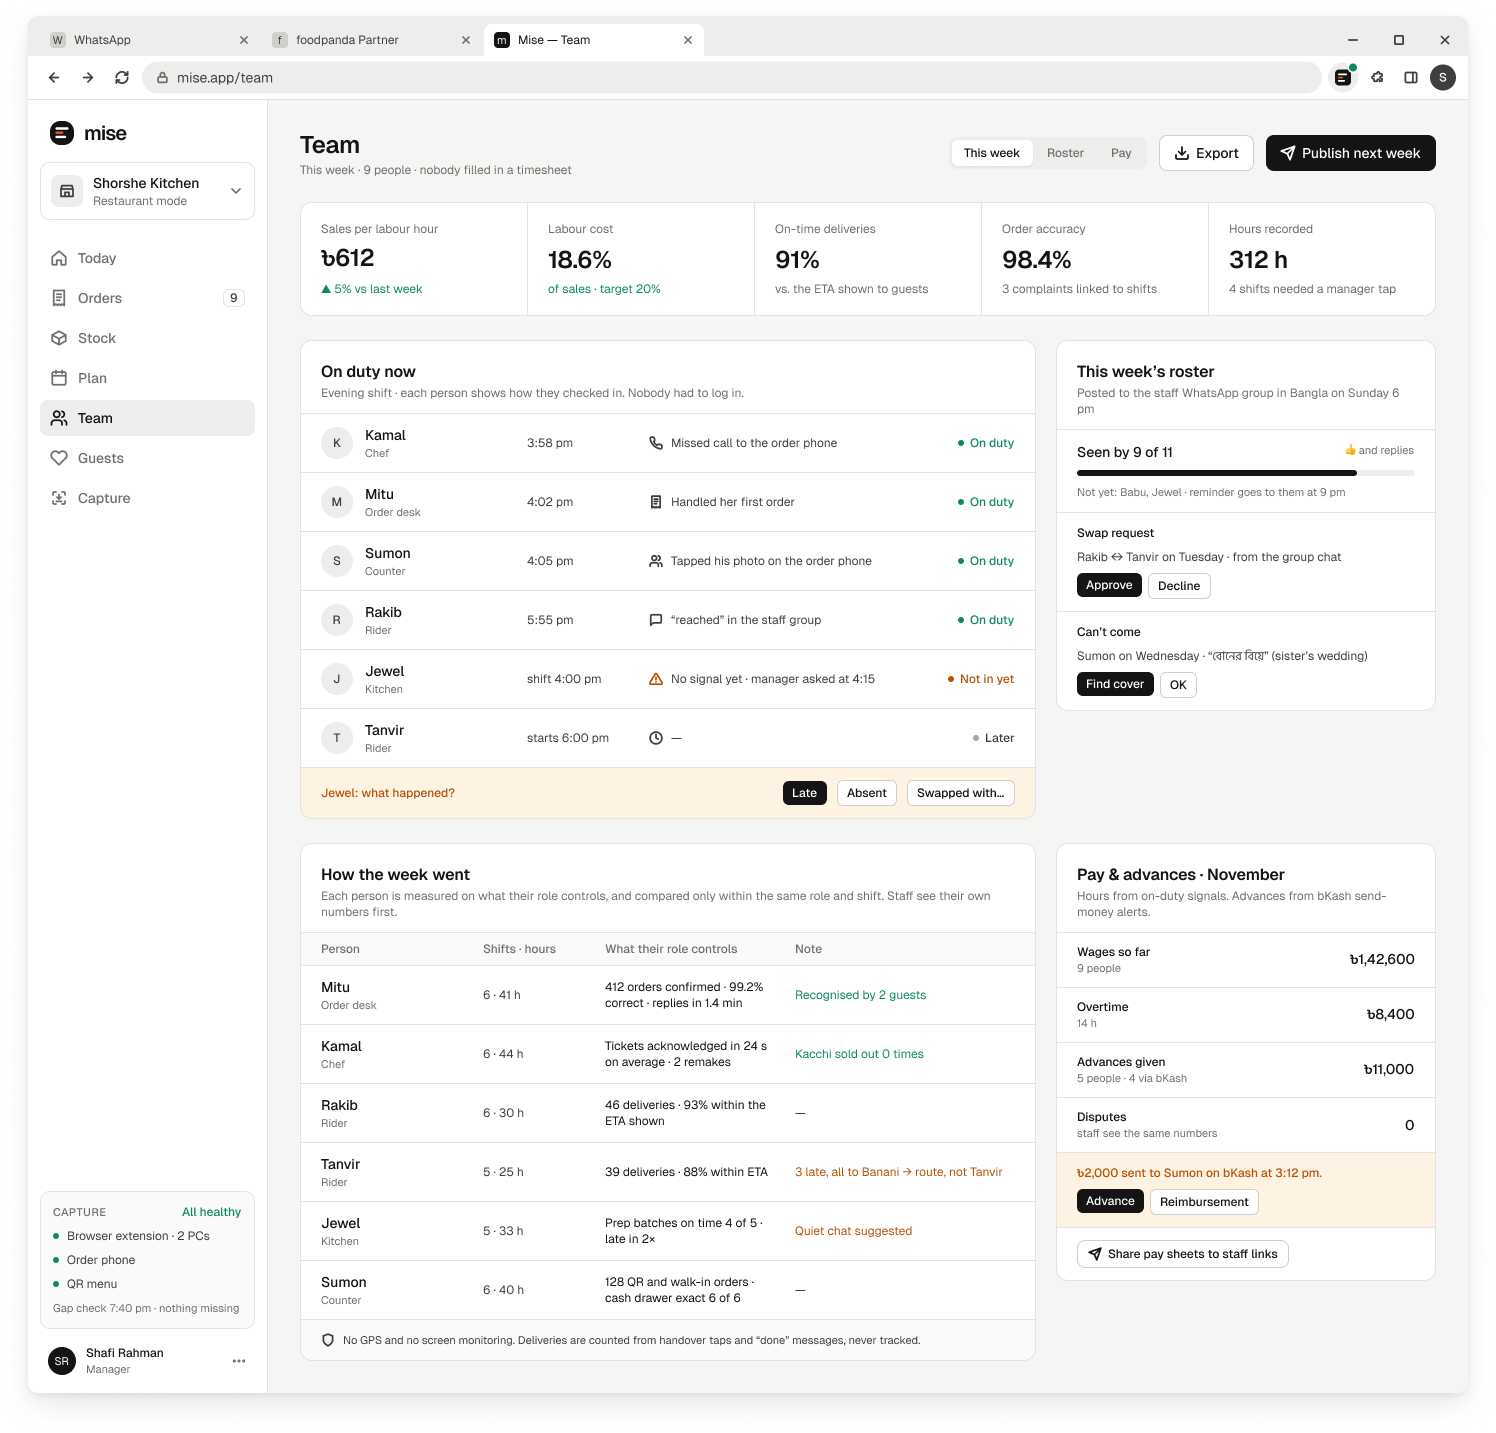 W WhatsApp
f foodpanda Partner
m Mise — Team
mise.app/team
S
mise
Shorshe Kitchen
Restaurant mode
Today
Orders 9
Stock
Plan
Team
Guests
Capture
CAPTURE All healthy
Browser extension · 2 PCs
Order phone
QR menu
Gap check 7:40 pm · nothing missing
SR Shafi Rahman
Manager
Team
This week · 9 people · nobody filled in a timesheet
This week Roster Pay
Export
Publish next week
Sales per labour hour
৳612
▲ 5% vs last week
Labour cost
18.6%
of sales · target 20%
On-time deliveries
91%
vs. the ETA shown to guests
Order accuracy
98.4%
3 complaints linked to shifts
Hours recorded
312 h
4 shifts needed a manager tap
On duty now
Evening shift · each person shows how they checked in. Nobody had to log in.
K Kamal
Chef
3:58 pm
Missed call to the order phone
On duty
M Mitu
Order desk
4:02 pm
Handled her first order
On duty
S Sumon
Counter
4:05 pm
Tapped his photo on the order phone
On duty
R Rakib
Rider
5:55 pm
“reached” in the staff group
On duty
J Jewel
Kitchen
shift 4:00 pm
No signal yet · manager asked at 4:15
Not in yet
T Tanvir
Rider
starts 6:00 pm
—
Later
Jewel: what happened?
Late Absent Swapped with…
This week’s roster
Posted to the staff WhatsApp group in Bangla on Sunday 6
pm
Seen by 9 of 11 👍 and replies
Not yet: Babu, Jewel · reminder goes to them at 9 pm
Swap request
Rakib ↔ Tanvir on Tuesday · from the group chat
Approve Decline
Can’t come
Sumon on Wednesday · “বোনের বিয়ে” (sister’s wedding)
Find cover OK
How the week went
Each person is measured on what their role controls, and compared only within the same role and shift. Staff see their own
numbers first.
Person Shifts · hours What their role controls Note
Mitu
Order desk
6 · 41 h
412 orders confirmed · 99.2%
correct · replies in 1.4 min
Recognised by 2 guests
Kamal
Chef
6 · 44 h
Tickets acknowledged in 24 s
on average · 2 remakes
Kacchi sold out 0 times
Rakib
Rider
6 · 30 h
46 deliveries · 93% within the
ETA shown
—
Tanvir
Rider
5 · 25 h
39 deliveries · 88% within ETA
3 late, all to Banani → route, not Tanvir
Jewel
Kitchen
5 · 33 h
Prep batches on time 4 of 5 ·
late in 2×
Quiet chat suggested
Sumon
Counter
6 · 40 h
128 QR and walk-in orders ·
cash drawer exact 6 of 6
—
No GPS and no screen monitoring. Deliveries are counted from handover taps and “done” messages, never tracked.
Pay & advances · November
Hours from on-duty signals. Advances from bKash send-
money alerts.
Wages so far
9 people
৳1,42,600
Overtime
14 h
৳8,400
Advances given
5 people · 4 via bKash
৳11,000
Disputes
staff see the same numbers
0
৳2,000 sent to Sumon on bKash at 3:12 pm.
Advance Reimbursement
Share pay sheets to staff links